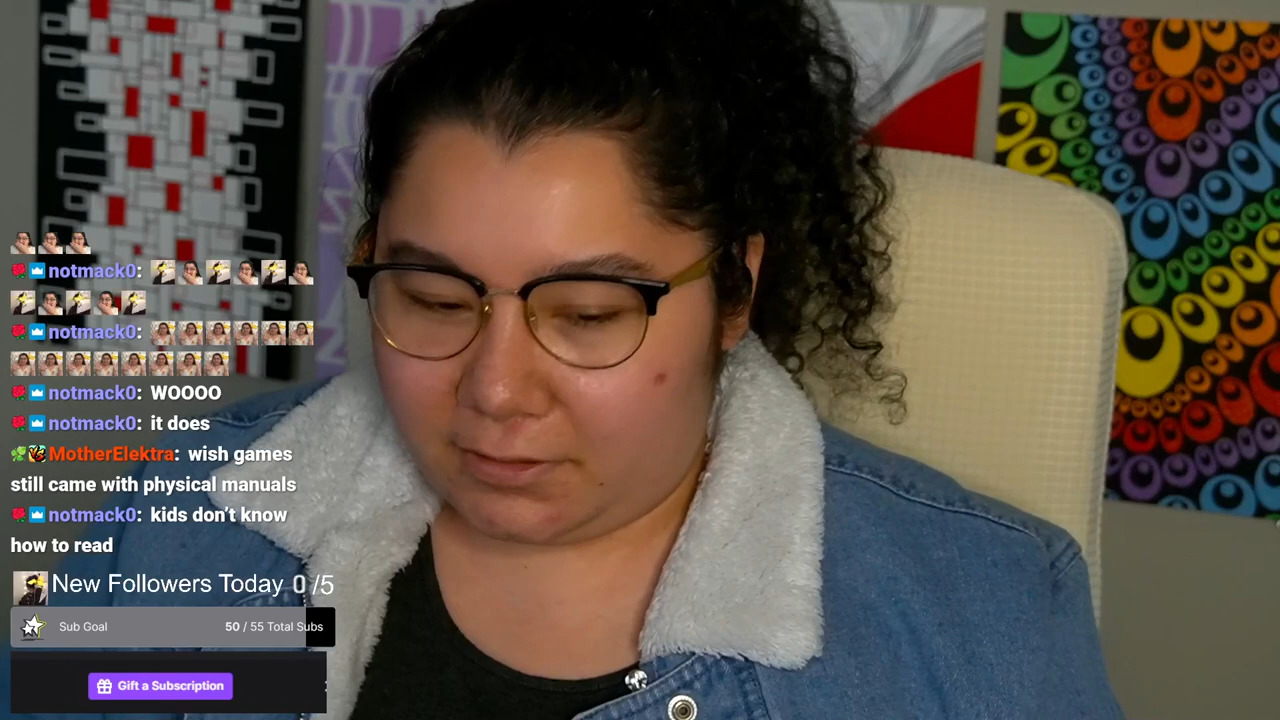 notmack0:
notmack0:
notmack0: WOOOO
notmack0: it does
MotherElektra: wish games
still came with physical manuals
notmack0: kids don't know
how to read
New Followers Today 0 /5
Sub Goal 50 / 55 Total Subs
Gift a Subscription